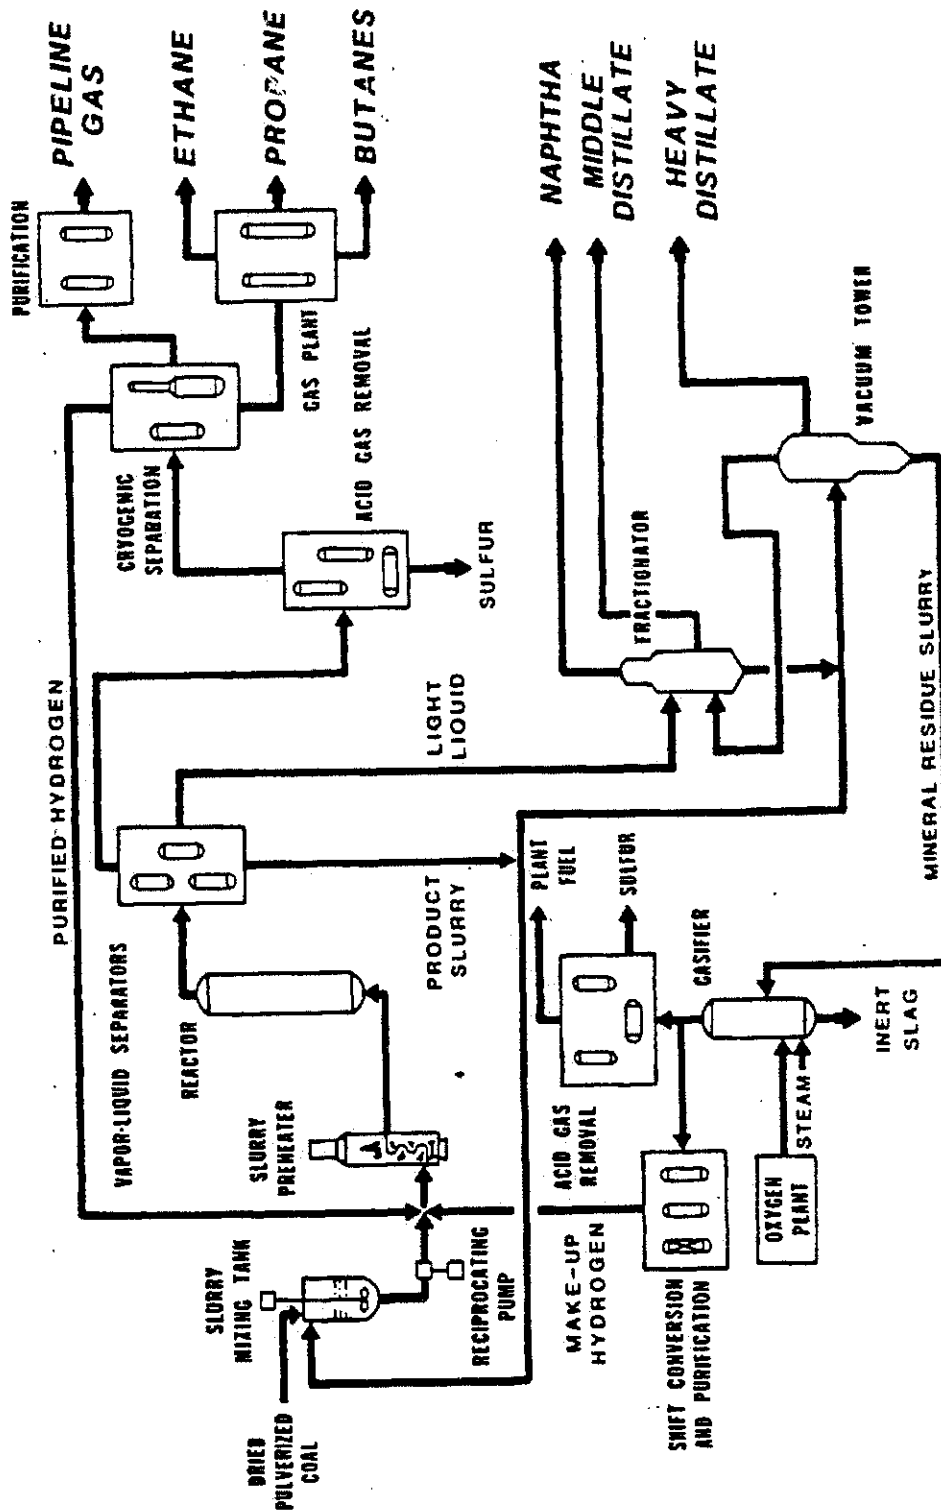 PURIFIED HYDROGEN
PURIFICATION
PIPELINE
GAS
CRYOGENIC
SEPARATION
ETHANE
PROPANE
BUTANES
GAS PLANT
ACID GAS REMOVAL
SULFUR
VAPOR-LIQUID SEPARATORS
REACTOR
SLURRY
PREHEATER
SLURRY
MIXING TANK
DRIED
PULVERIZED
COAL
RECIPROCATING
PUMP
PRODUCT
SLURRY
LIGHT
LIQUID
FRACTIONATOR
NAPHTHA
MIDDLE
DISTILLATE
HEAVY
DISTILLATE
VACUUM TOWER
MAKE-UP
HYDROGEN
SHIFT CONVERSION
AND PURIFICATION
ACID GAS
REMOVAL
PLANT
FUEL
SULFUR
GASIFIER
OXYGEN
PLANT
STEAM
INERT
SLAG
MINERAL RESIDUE SLURRY